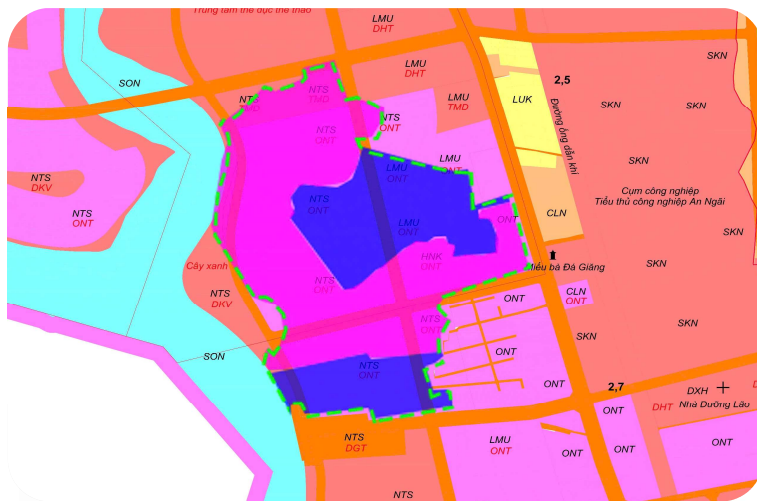 Trung tâm thể dục thể thao
LMU
DHT
SON
LMU
DHT
SKN
2,5
NTS
TMD
LMU
TMD
LUK
SKN
SKN
NTS
ONT
NTS
ONT
Đường ống dẫn khí
SKN
LMU
ONT
LMU
ONT
NTS
DKV
NTS
ONT
Cụm công nghiệp
Tiểu thủ công nghiệp An Ngãi
NTS
ONT
LMU
ONT
ONT
CLN
SKN
HNK
ONT
Cây xanh
Miếu bà Đá Giăng
SKN
NTS
ONT
NTS
DKV
CLN
ONT
ONT
NTS
ONT
SKN
SKN
SON
ONT
NTS
ONT
ONT
ONT
2,7
DXH
Nhà Dưỡng Lão
ONT
DHT
NTS
DGT
LMU
ONT
ONT
ONT
ONT
NTS